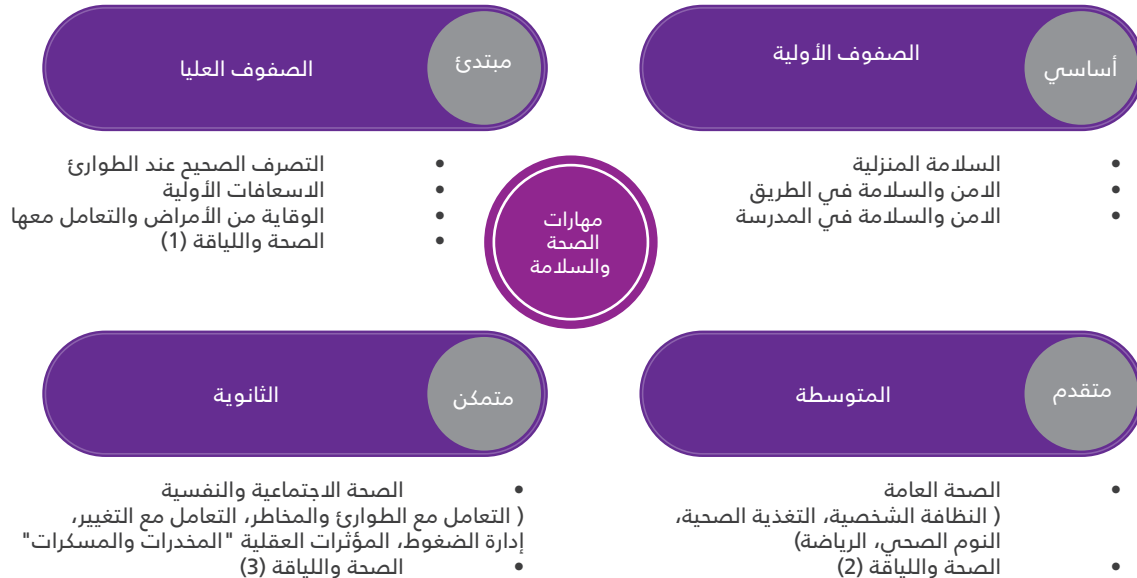 أساسي
الصفوف الأولية
• السلامة المنزلية
• الامن والسلامة في الطريق
• الامن والسلامة في المدرسة
مبتدئ
الصفوف العليا
• التصرف الصحيح عند الطوارئ
• الاسعافات الأولية
• الوقاية من الأمراض والتعامل معها
• الصحة واللياقة (1)
مهارات
الصحة
والسلامة
متقدم
المتوسطة
• الصحة العامة
( النظافة الشخصية، التغذية الصحية،
النوم الصحي، الرياضة)
• الصحة واللياقة (2)
متمكن
الثانوية
• الصحة الاجتماعية والنفسية
( التعامل مع الطوارئ والمخاطر، التعامل مع التغيير،
إدارة الضغوط، المؤثرات العقلية "المخدرات والمسكرات"
• الصحة واللياقة (3)